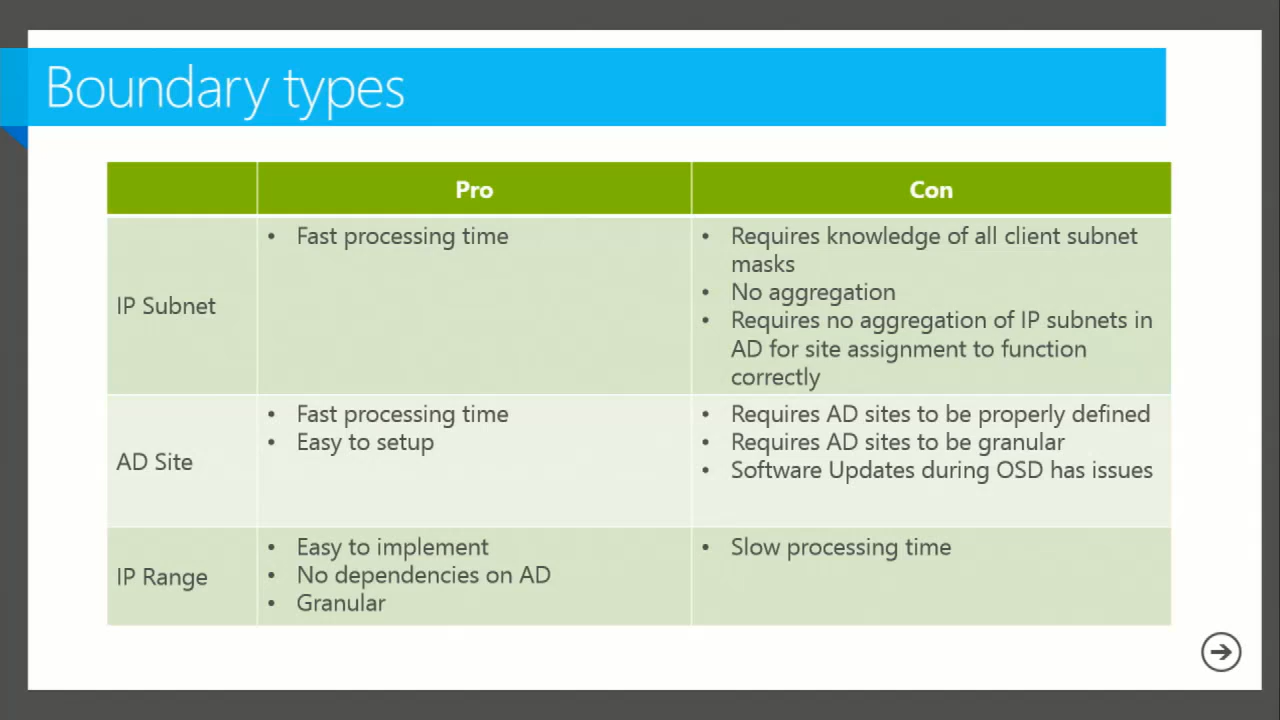 Boundary types
Pro
Con
IP Subnet
• Fast processing time
• Requires knowledge of all client subnet
masks
• No aggregation
• Requires no aggregation of IP subnets in
AD for site assignment to function
correctly
AD Site
• Fast processing time
• Easy to setup
• Requires AD sites to be properly defined
• Requires AD sites to be granular
• Software Updates during OSD has issues
IP Range
• Easy to implement
• No dependencies on AD
• Granular
• Slow processing time